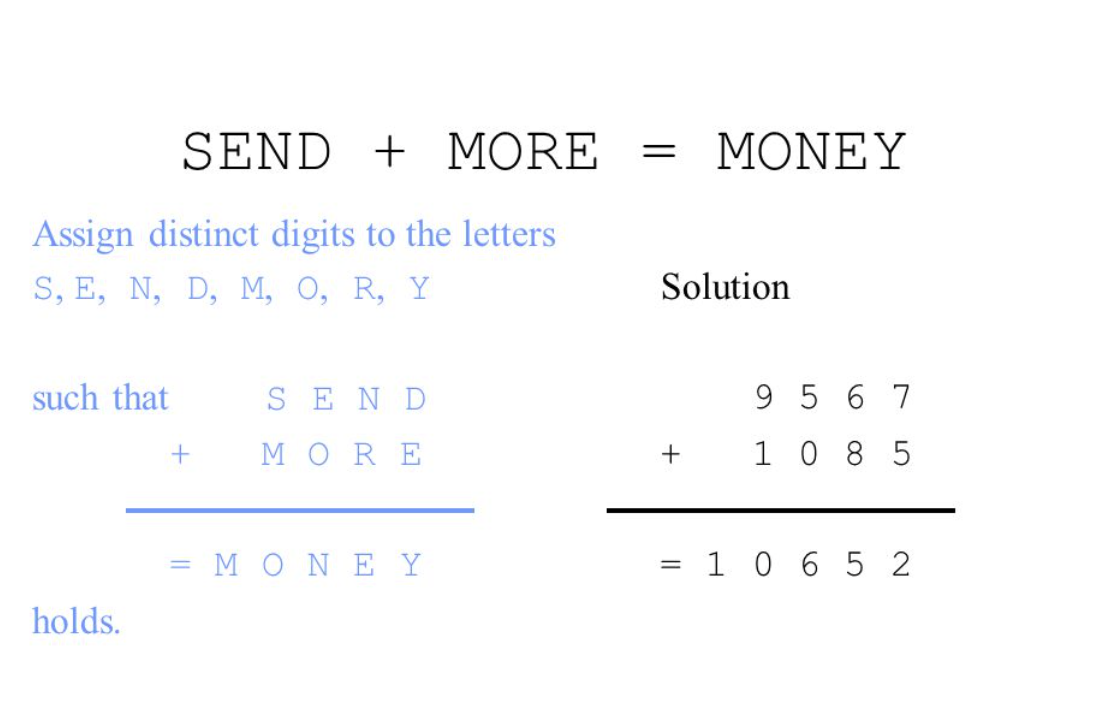 SEND + MORE = MONEY
Assign distinct digits to the letters
S, E, N, D, M, O, R, Y
Solution
such that S E N D
+ M O R E
= M O N E Y
holds.
9 5 6 7
+ 1 0 8 5
= 1 0 6 5 2